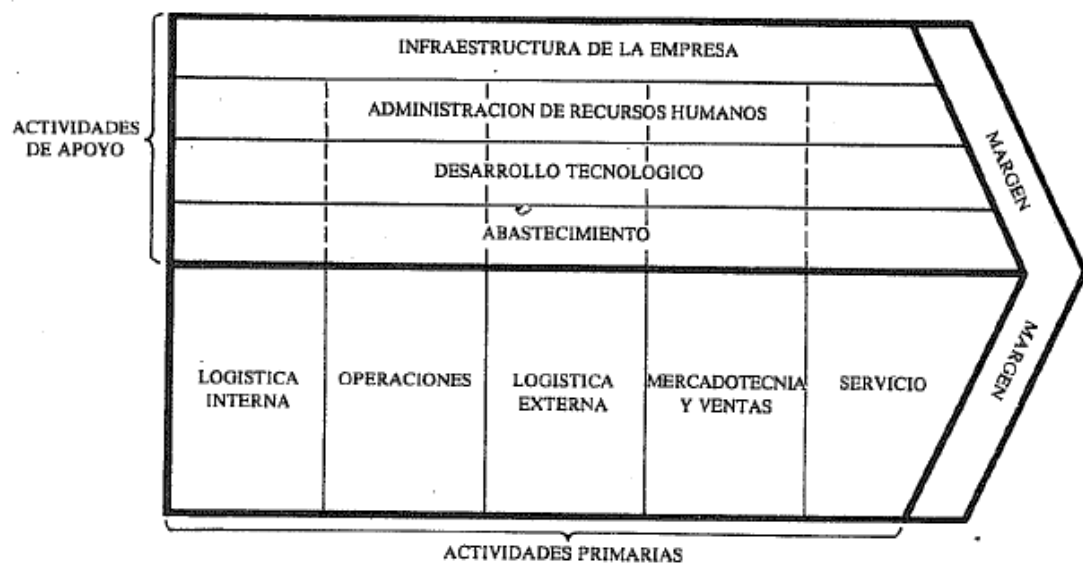 INFRAESTRUCTURA DE LA EMPRESA
ADMINISTRACION DE RECURSOS HUMANOS
ACTIVIDADES
DE APOYO
DESARROLLO TECNOLOGICO
ABASTECIMIENTO
MARGEN
LOGISTICA
INTERNA
OPERACIONES
LOGISTICA
EXTERNA
MERCADOTECNIA
Y VENTAS
SERVICIO
MARGEN
ACTIVIDADES PRIMARIAS